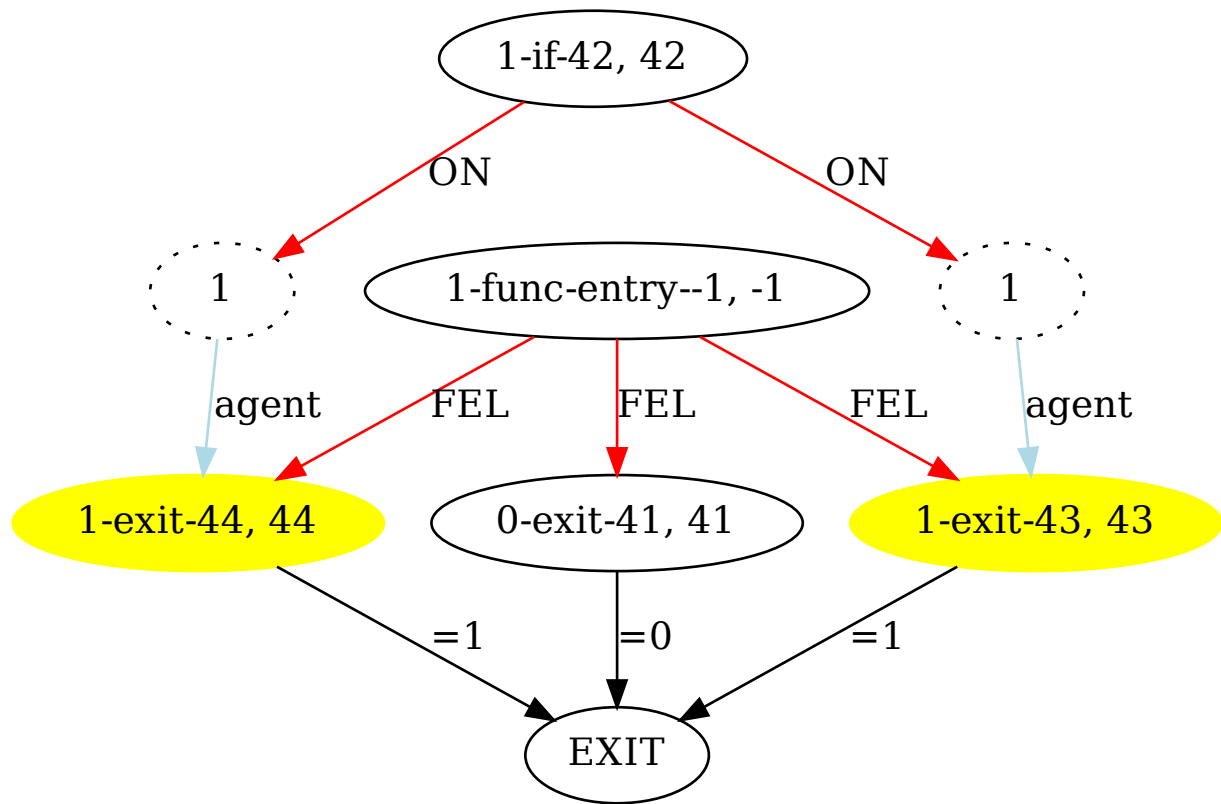 1-if-42, 42
ON
ON
1
1-func-entry--1, -1
1
agent
FEL
FEL
FEL
agent
1-exit-44, 44
0-exit-41, 41
1-exit-43, 43
=1
=0
=1
EXIT